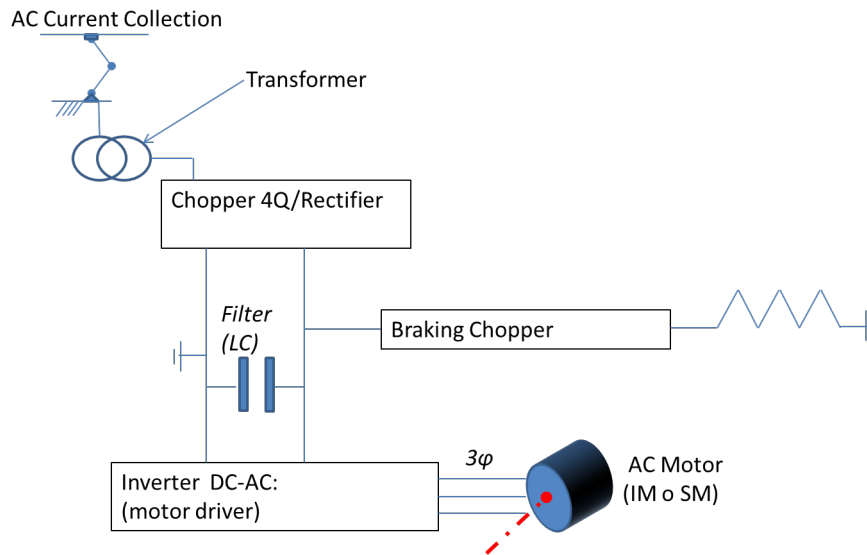 AC Current Collection
Transformer
Chopper 4Q/Rectifier
Filter
(LC)
Braking Chopper
Inverter DC-AC:
(motor driver)
3φ
AC Motor
(IM o SM)